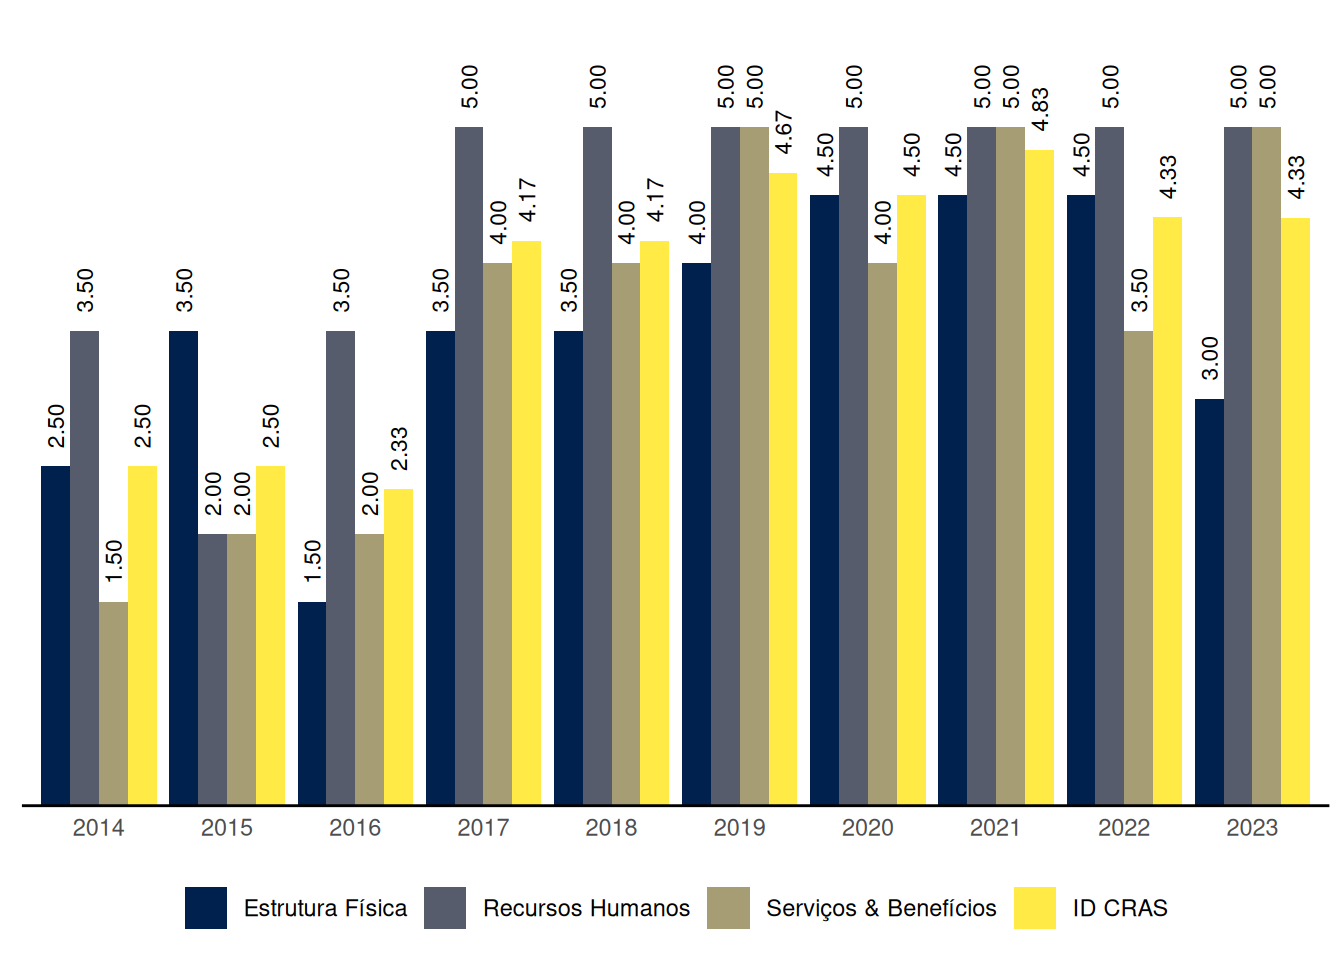 2.50 3.50 1.50 2.50
3.50 2.00 2.00 2.50
1.50 3.50 2.00 2.33
3.50 5.00 4.00 4.17
3.50 5.00 4.00 4.17
4.00 5.00 5.00 4.67
4.50 5.00 4.00 4.50
4.50 5.00 5.00 4.83
4.50 5.00 3.50 4.33
3.00 5.00 5.00 4.33
2014 2015 2016 2017 2018 2019 2020 2021 2022 2023
Estrutura Física Recursos Humanos Serviços & Benefícios ID CRAS